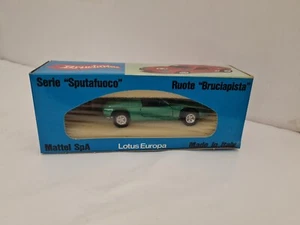 Serie "Sputafuoco" Ruote "Bruciapista"
Mattel SpA Lotus Europa Made in Italy